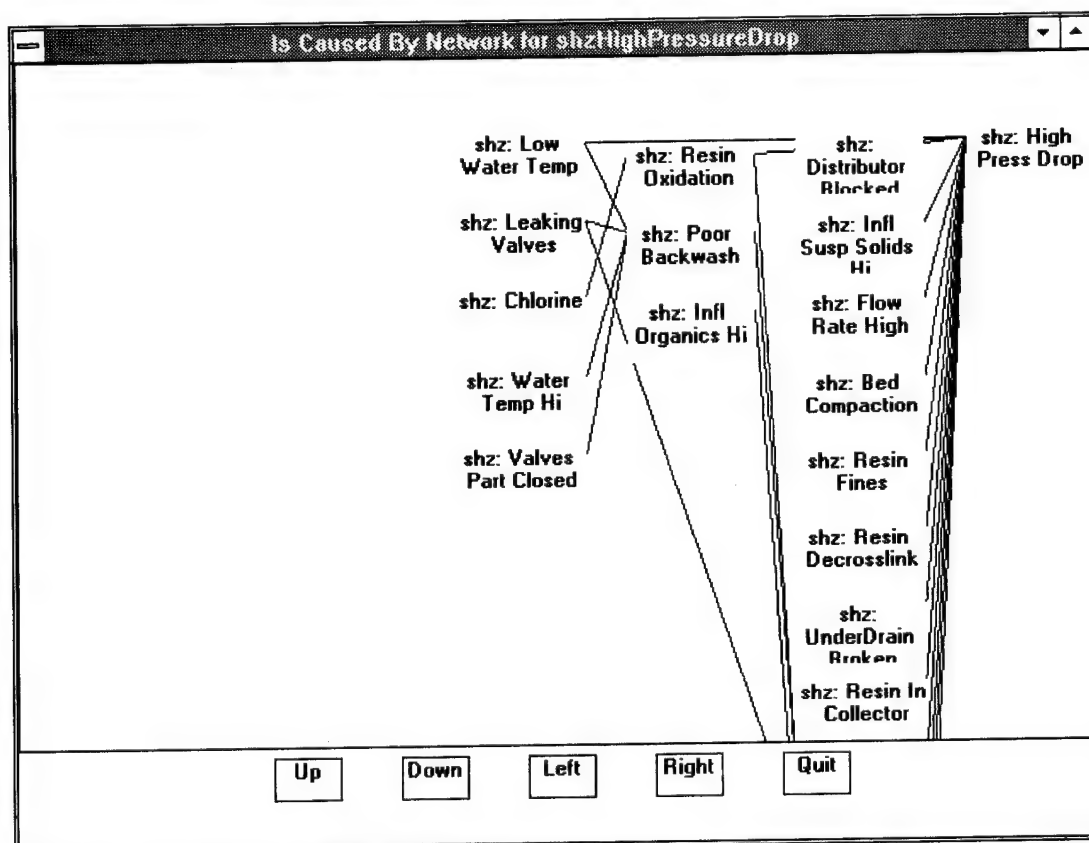 Is Caused By Network for shzHighPressureDrop
shz: Low
Water Temp
shz: Leaking
Valves
shz: Chlorine
shz: Water
Temp Hi
shz: Valves
Part Closed
shz: Resin
Oxidation
shz: Poor
Backwash
shz: Infl
Organics Hi
shz:
Distributor
Blocked
shz: Infl
Susp Solids
Hi
shz: Flow
Rate High
shz: Bed
Compaction
shz: Resin
Fines
shz: Resin
Decrosslink
shz:
UnderDrain
Broken
shz: Resin In
Collector
shz: High
Press Drop
Up
Down
Left
Right
Quit